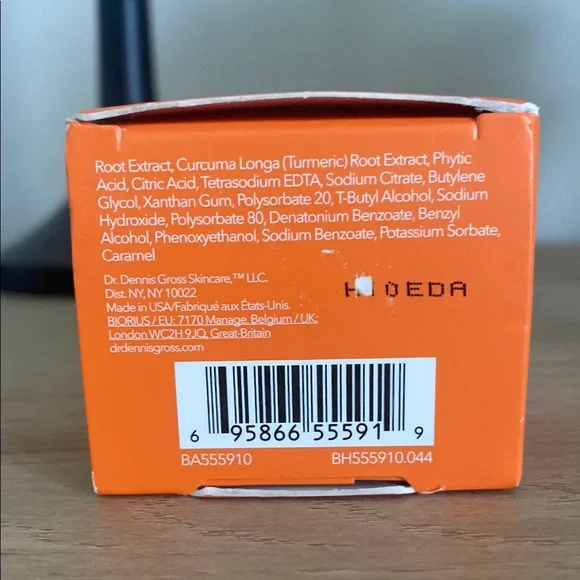 Root Extract, Curcuma Longa (Turmeric) Root Extract, Phytic
Acid, Citric Acid, Tetrasodium EDTA, Sodium Citrate, Butylene
Glycol, Xanthan Gum, Polysorbate 20, T-Butyl Alcohol, Sodium
Hydroxide, Polysorbate 80, Denatonium Benzoate, Benzyl
Alcohol, Phenoxyethanol, Sodium Benzoate, Potassium Sorbate,
Caramel
Dr. Dennis Gross Skincare,™ LLC.
Dist. NY, NY 10022
Made in USA/Fabriqué aux États-Unis.
BIORIUS / EU: 7170 Manage, Belgium / UK:
London WC2H 9JQ, Great-Britain
drdennisgross.com
6 95866 55591 9
BA555910 BH555910.044